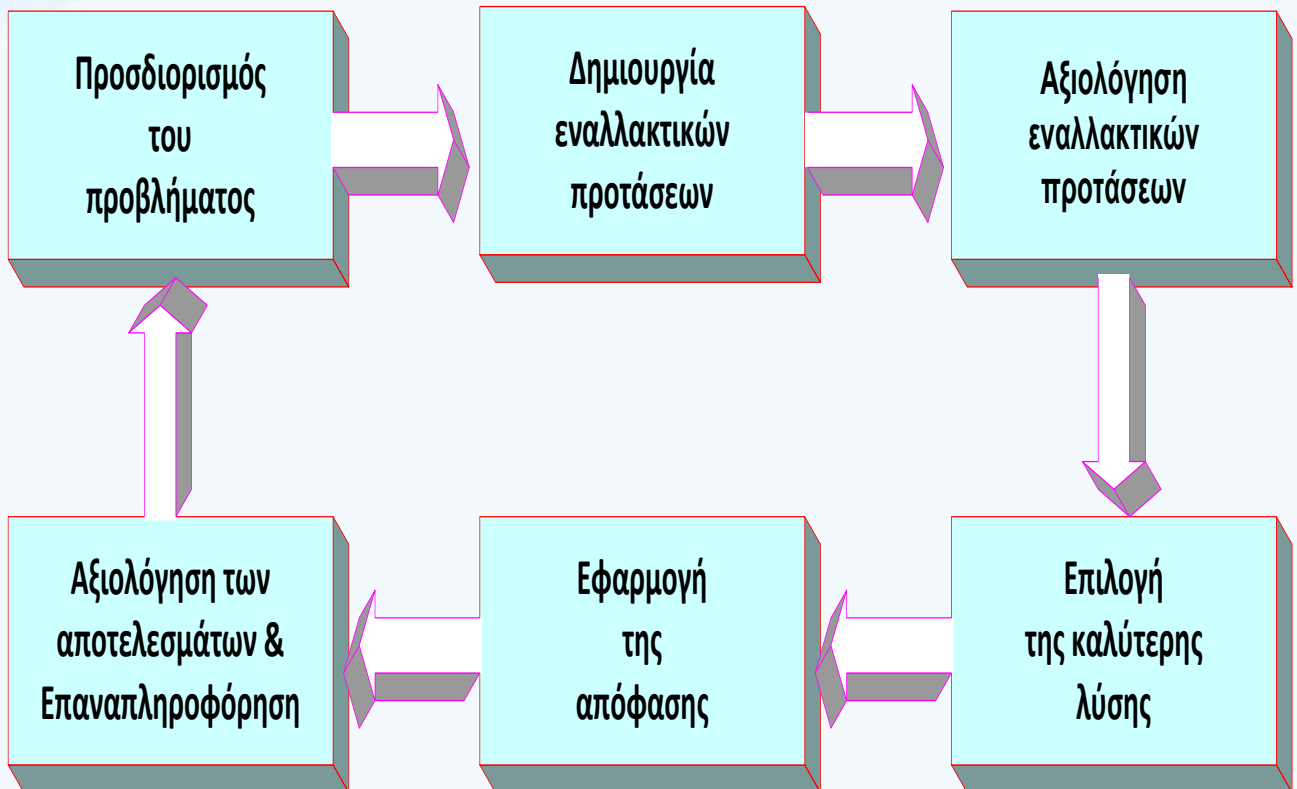 Προσδιορισμός
του
προβλήματος
Δημιουργία
εναλλακτικών
προτάσεων
Αξιολόγηση
εναλλακτικών
προτάσεων
Επιλογή
της καλύτερης
λύσης
Εφαρμογή
της
απόφασης
Αξιολόγηση των
αποτελεσμάτων &
Επαναπληροφόρηση